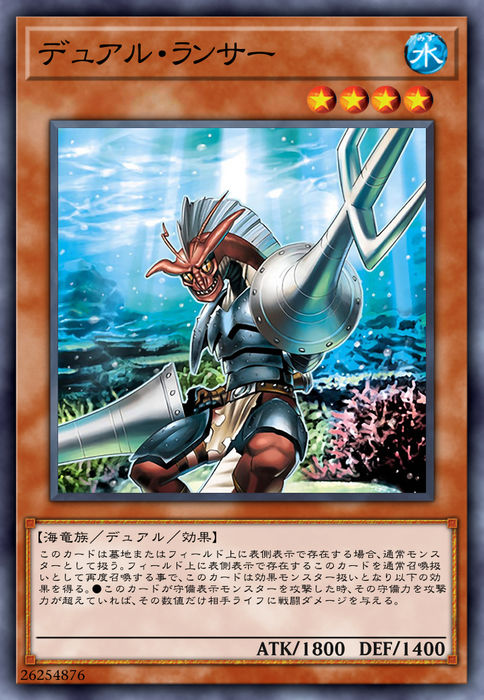 デュアル・ランサー
みず
水
【海竜族／デュアル／効果】
このカードは墓地またはフィールド上に表側表示で存在する場合、通常モンス
ターとして扱う。フィールド上に表側表示で存在するこのカードを通常召喚扱
いとして再度召喚する事で、このカードは効果モンスター扱いとなり以下の効
果を得る。●このカードが守備表示モンスターを攻撃した時、その守備力を攻撃
力が超えていれば、その数値だけ相手ライフに戦闘ダメージを与える。
ATK/1800 DEF/1400
26254876